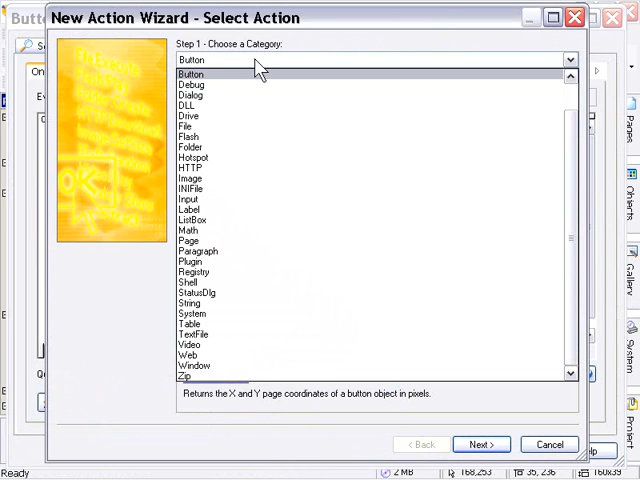 Butto
New Action Wizard - Select Action
Step 1 - Choose a Category:
Button
Button
Debug
Dialog
DLL
Drive
File
Flash
Folder
Hotspot
HTTP
Image
INIFile
Input
Label
ListBox
Math
Page
Paragraph
Plugin
Registry
Shell
StatusDlg
String
System
Table
TextFile
Video
Web
Window
Zip
Returns the X and Y page coordinates of a button object in pixels.
< Back
Next >
Cancel
On
Pages
Objects
Gallery
System
Project
lp
Ready
2 MB
168,253
35, 236
160x39